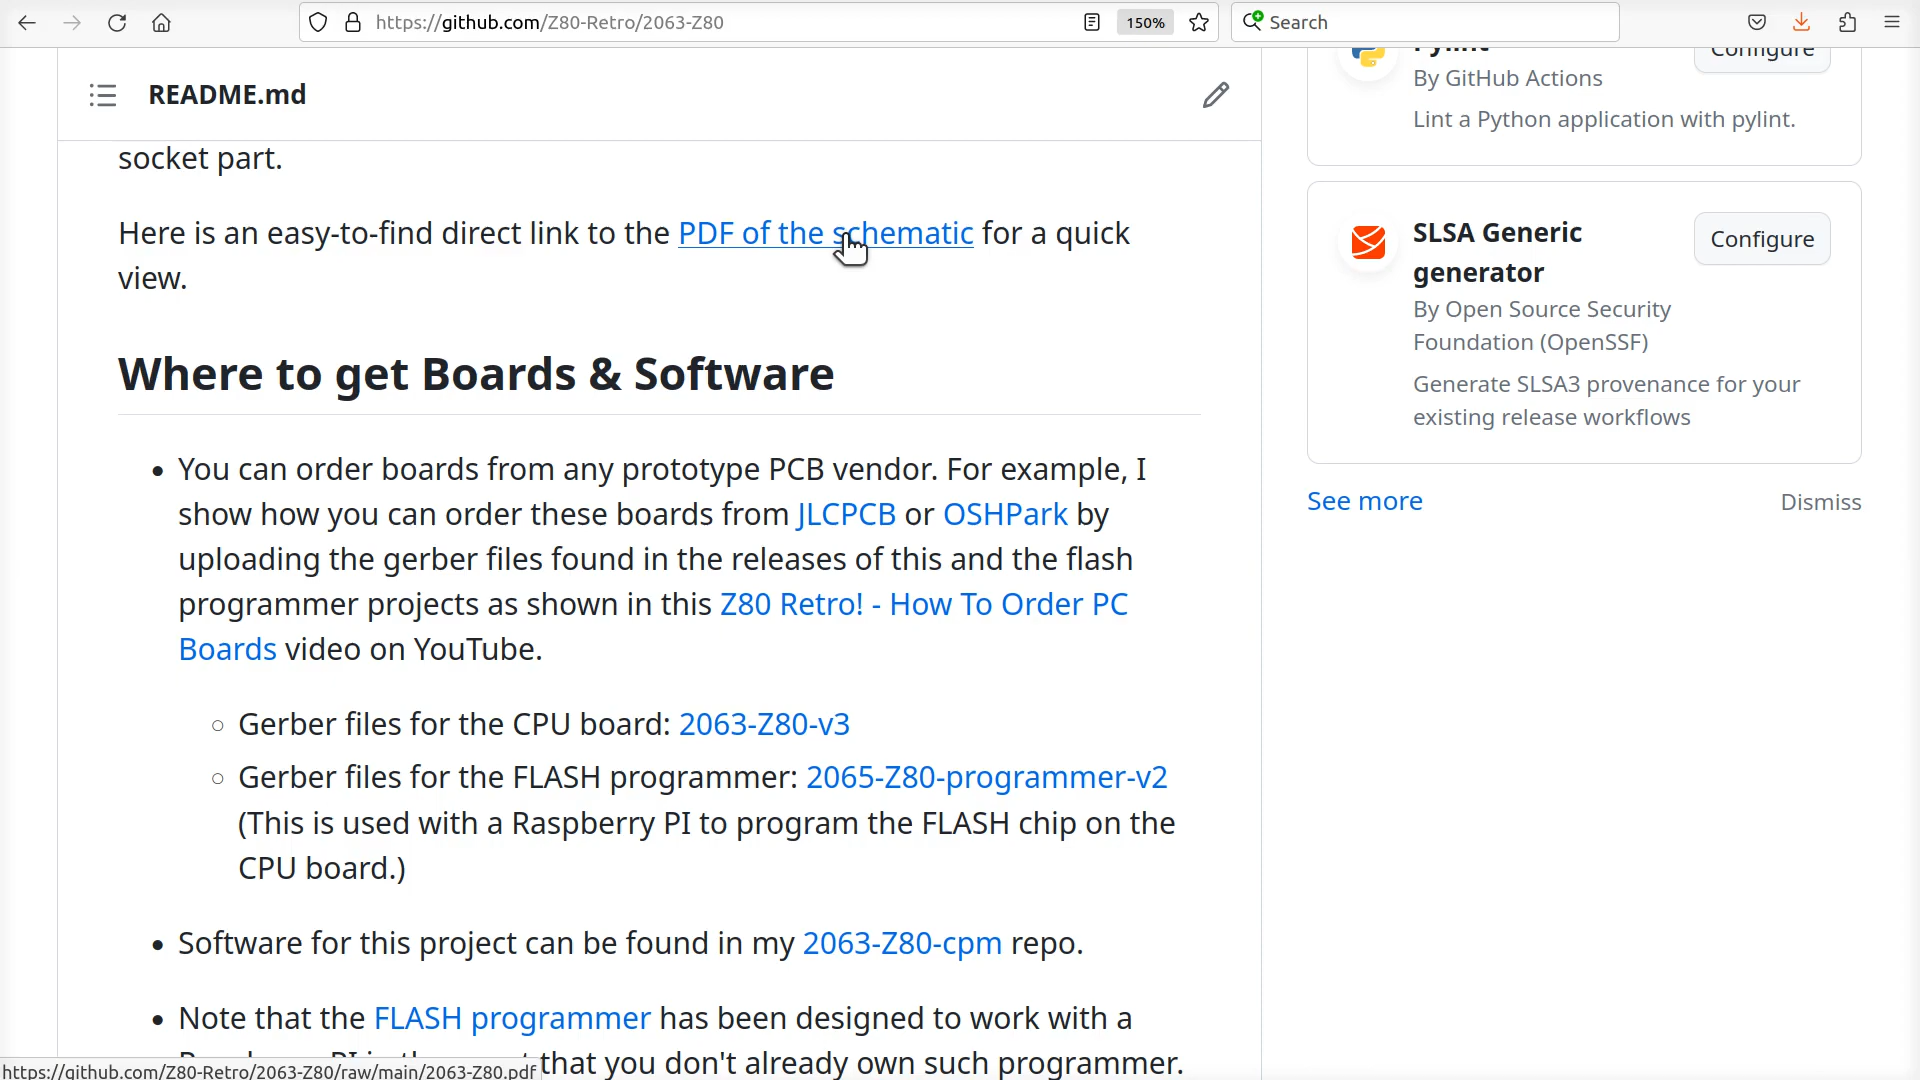 https://github.com/Z80-Retro/2063-Z80
150%
Search
README.md
socket part.
Here is an easy-to-find direct link to the PDF of the schematic for a quick
view.
Where to get Boards & Software
You can order boards from any prototype PCB vendor. For example, I
show how you can order these boards from JLCPCB or OSHPark by
uploading the gerber files found in the releases of this and the flash
programmer projects as shown in this Z80 Retro! - How To Order PC
Boards video on YouTube.
Gerber files for the CPU board: 2063-Z80-v3
Gerber files for the FLASH programmer: 2065-Z80-programmer-v2
(This is used with a Raspberry PI to program the FLASH chip on the
CPU board.)
Software for this project can be found in my 2063-Z80-cpm repo.
Note that the FLASH programmer has been designed to work with a
that you don't already own such programmer.
https://github.com/Z80-Retro/2063-Z80/raw/main/2063-Z80.pdf
Pylint
Configure
By GitHub Actions
Lint a Python application with pylint.
SLSA Generic
generator
Configure
By Open Source Security
Foundation (OpenSSF)
Generate SLSA3 provenance for your
existing release workflows
See more
Dismiss